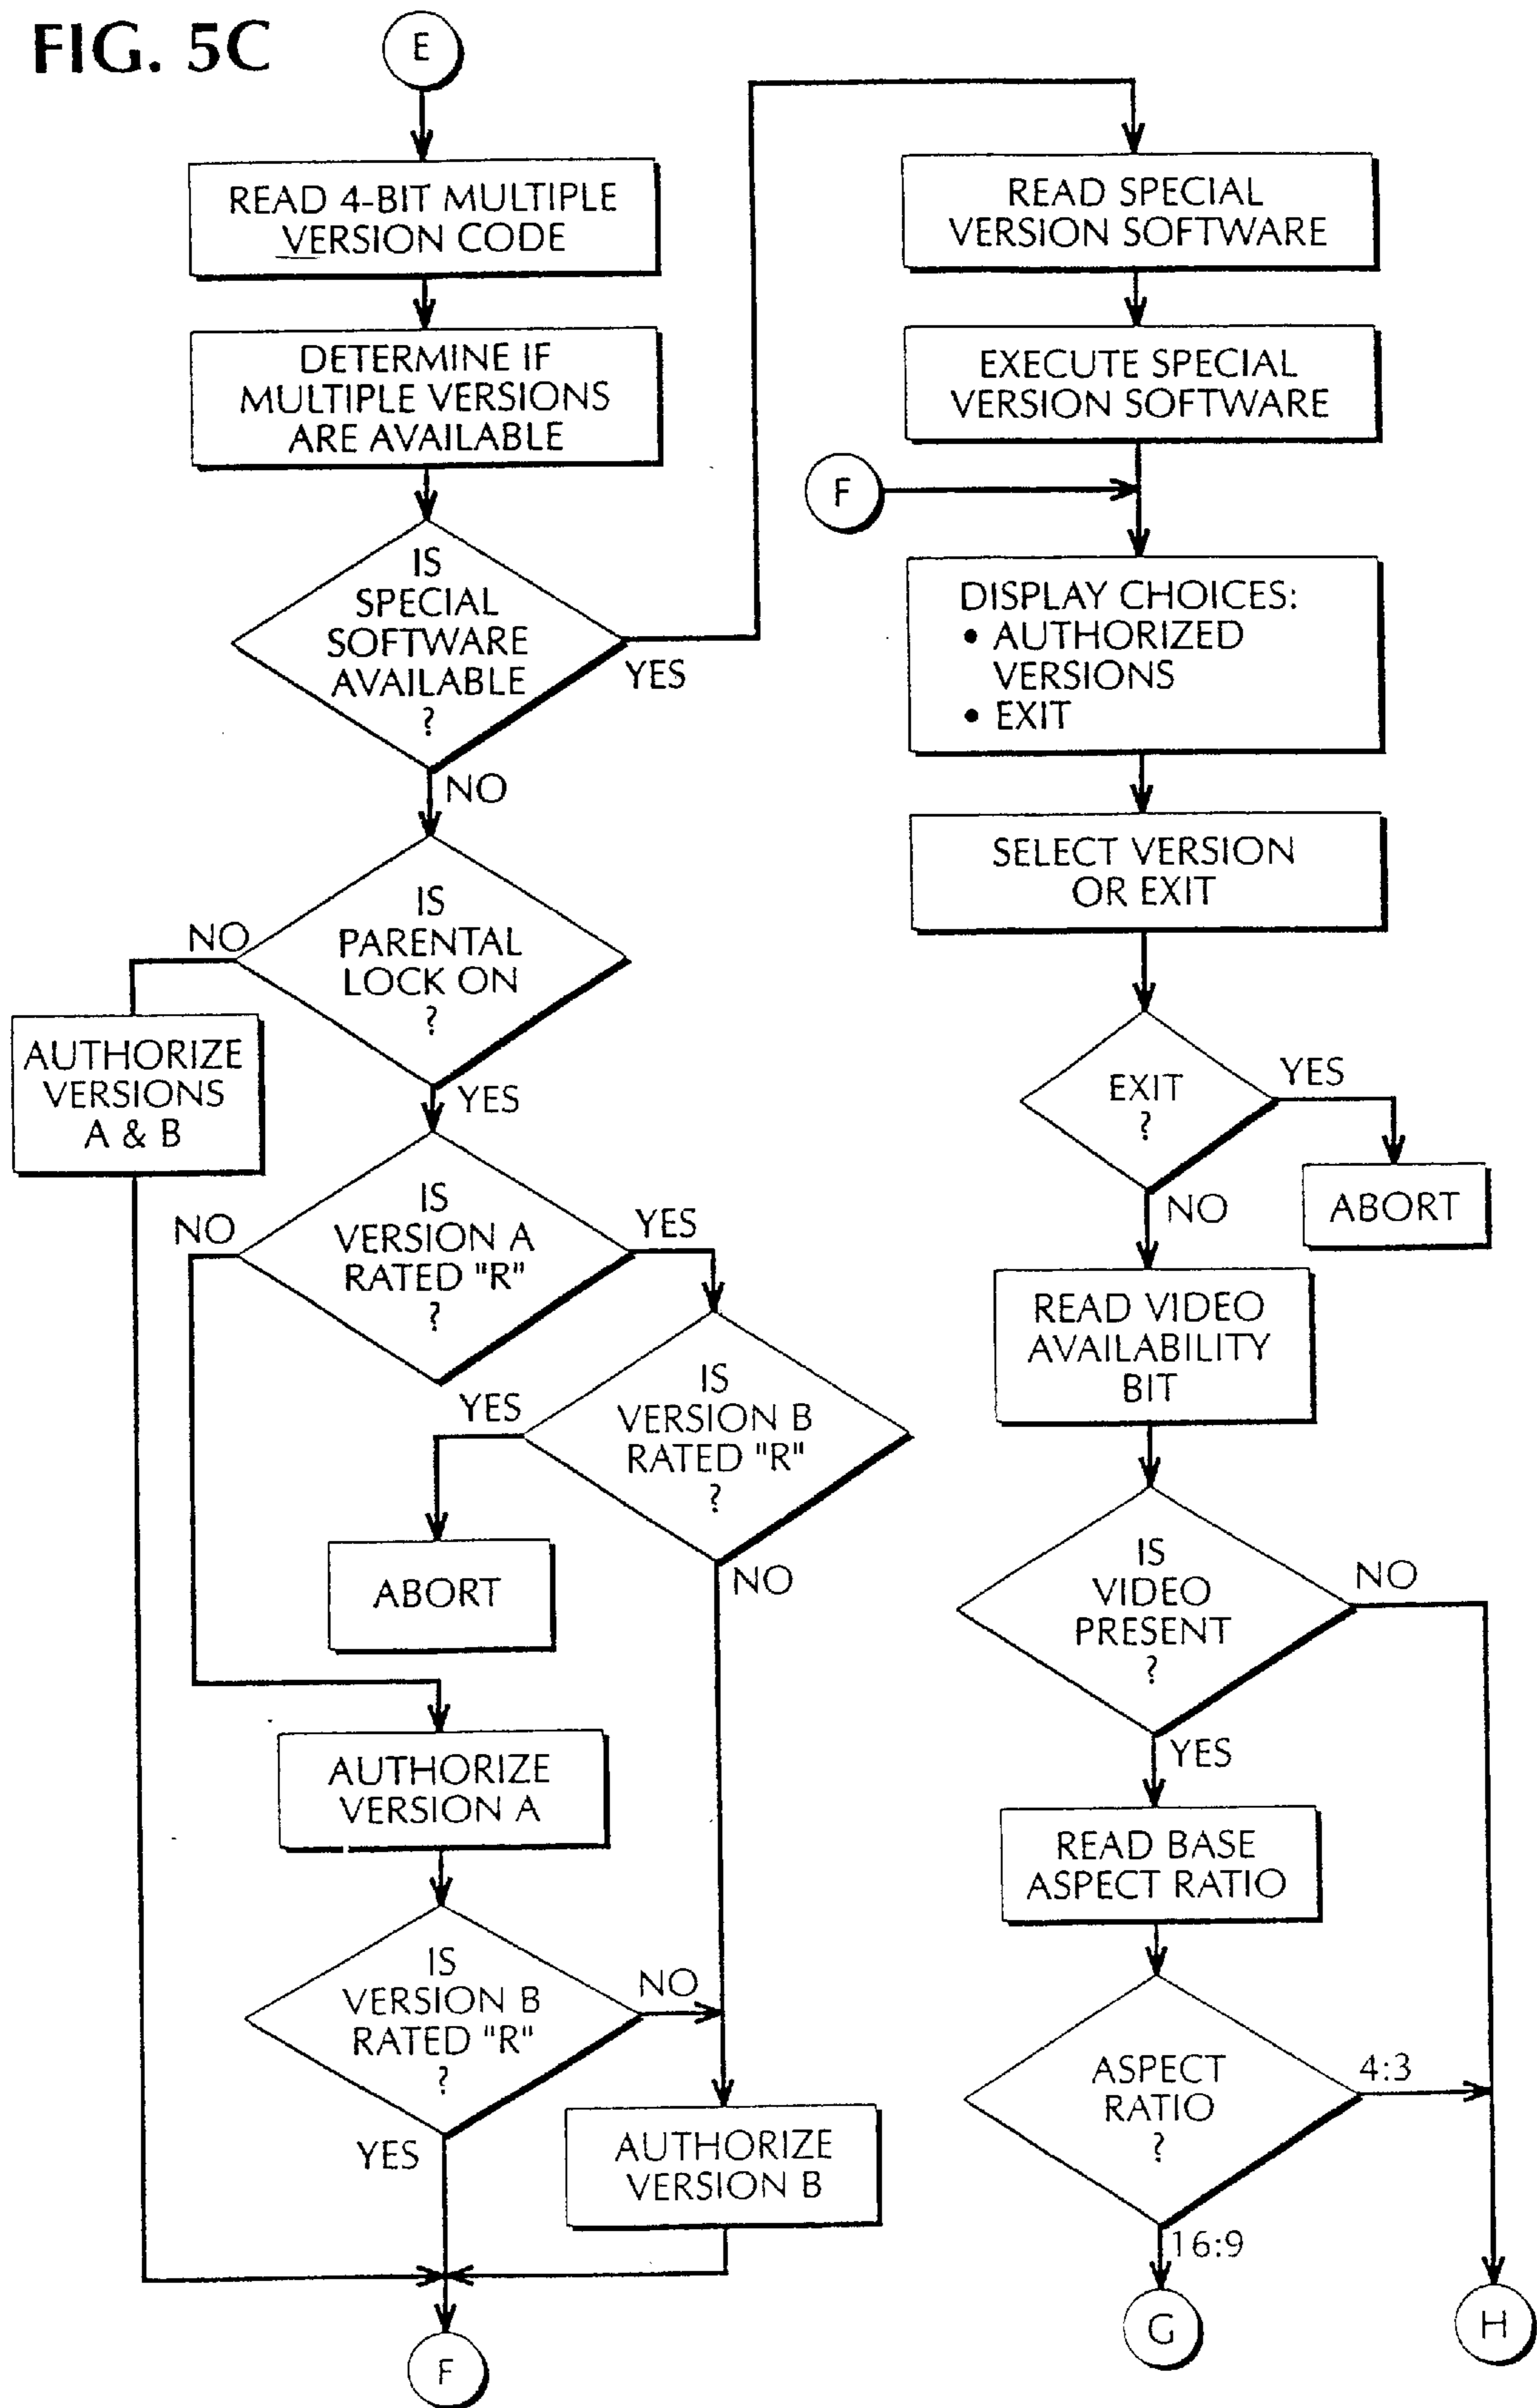 FIG. 5C
E
READ 4-BIT MULTIPLE
VERSION CODE
DETERMINE IF
MULTIPLE VERSIONS
ARE AVAILABLE
IS
SPECIAL
SOFTWARE
AVAILABLE
?
YES
NO
IS
PARENTAL
LOCK ON
?
NO
YES
AUTHORIZE
VERSIONS
A & B
IS
VERSION A
RATED "R"
?
NO
YES
IS
VERSION B
RATED "R"
?
YES
NO
ABORT
AUTHORIZE
VERSION A
IS
VERSION B
RATED "R"
?
NO
YES
AUTHORIZE
VERSION B
F
READ SPECIAL
VERSION SOFTWARE
EXECUTE SPECIAL
VERSION SOFTWARE
F
DISPLAY CHOICES:
• AUTHORIZED
VERSIONS
• EXIT
SELECT VERSION
OR EXIT
EXIT
?
YES
NO
ABORT
READ VIDEO
AVAILABILITY
BIT
IS
VIDEO
PRESENT
?
NO
YES
READ BASE
ASPECT RATIO
ASPECT
RATIO
?
4:3
16:9
G
H